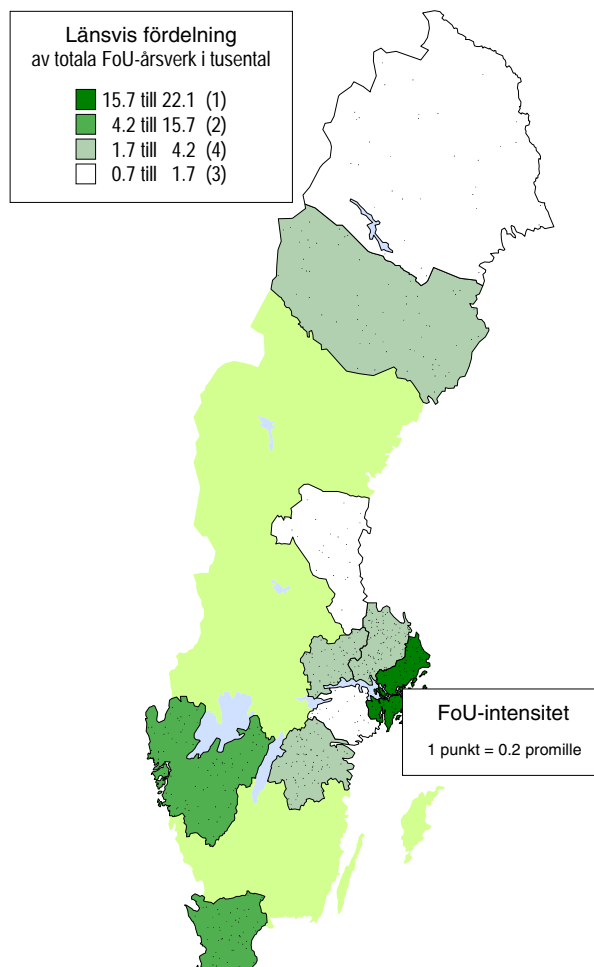 Länsvis fördelning
av totala FoU-årsverk i tusental
15.7 till 22.1 (1)
4.2 till 15.7 (2)
1.7 till 4.2 (4)
0.7 till 1.7 (3)
FoU-intensitet
1 punkt = 0.2 promille